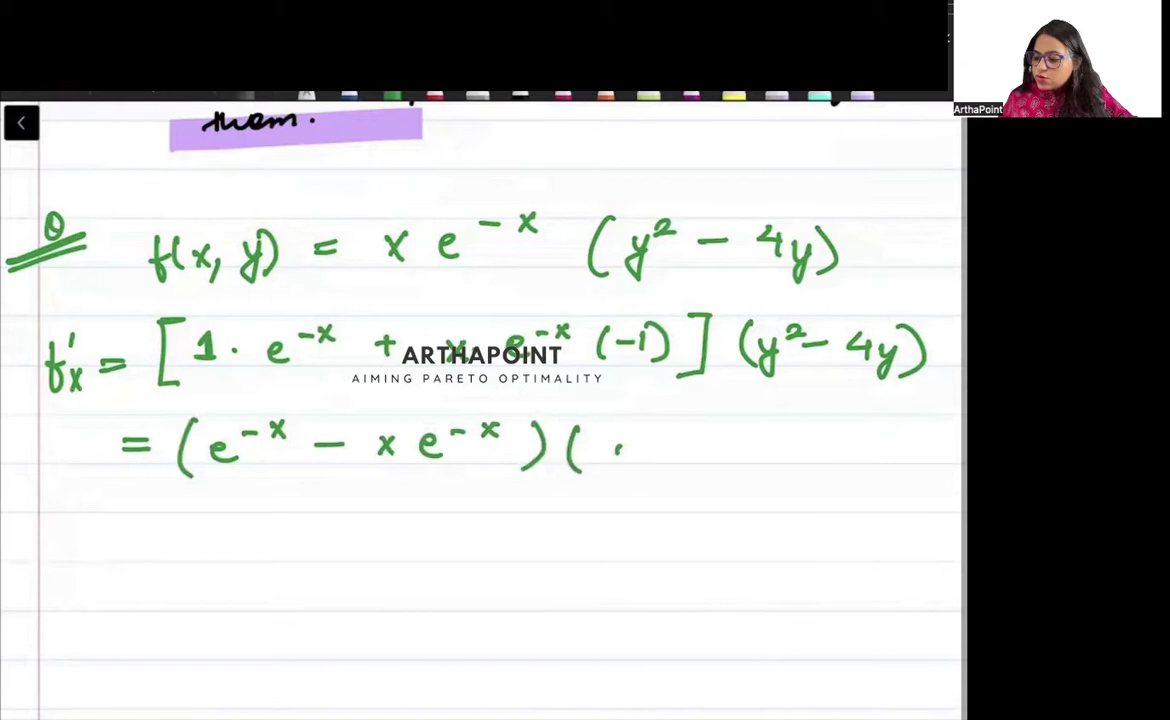 ArthaPoint
them.
Q f(x, y) = x e^{-x} (y² - 4y)
f'x = [1. e^{-x} + x e^{-x} (-1)] (y² - 4y)
ARTHAPOINT
AIMING PARETO OPTIMALITY
= (e^{-x} - x e^{-x}) (